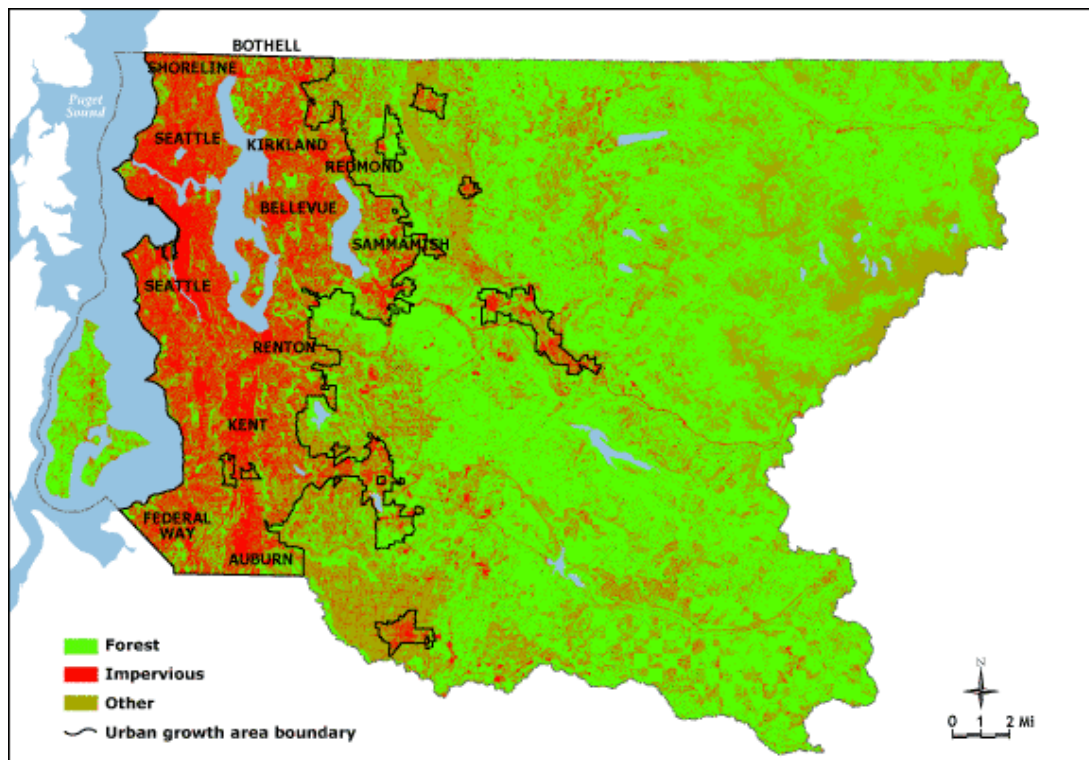 BOTHELL
SHORELINE
Puget
Sound
SEATTLE
KIRKLAND
REDMOND
BELLEVUE
SAMMAMISH
SEATTLE
RENTON
KENT
FEDERAL
WAY
AUBURN
Forest
Impervious
Other
Urban growth area boundary
N
0 1 2 Mi